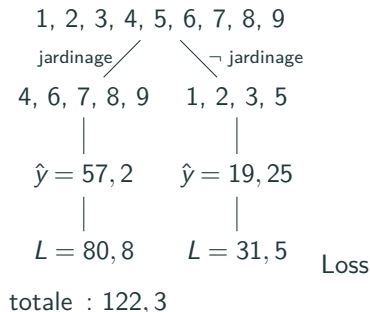 1, 2, 3, 4, 5, 6, 7, 8, 9
jardinage ¬ jardinage
4, 6, 7, 8, 9 1, 2, 3, 5
ŷ = 57, 2 ŷ = 19, 25
L = 80, 8 L = 31, 5 Loss
totale : 122, 3